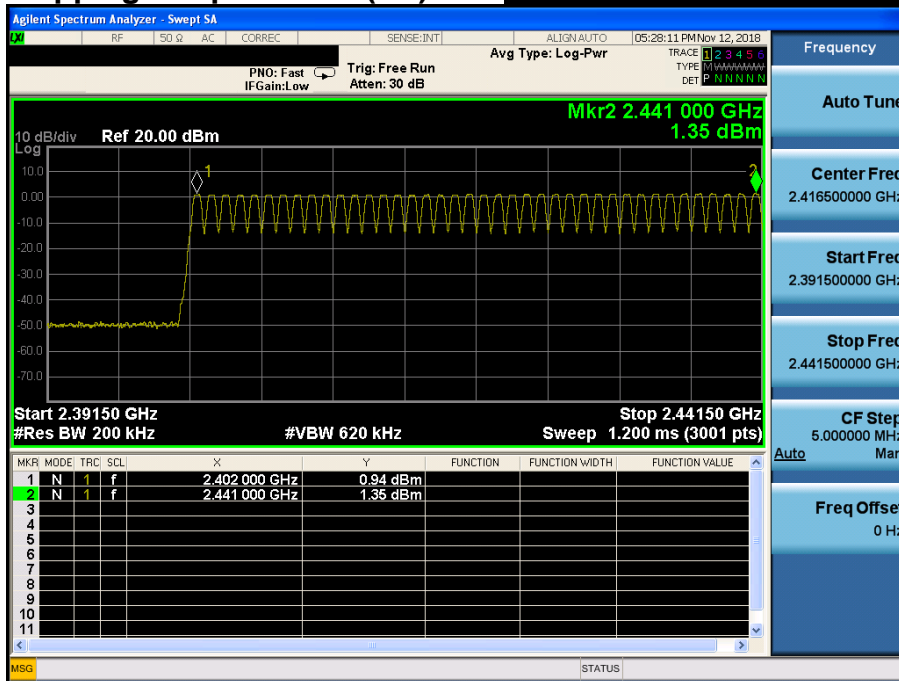 Agilent Spectrum Analyzer - Swept SA
LXI RF 50 Ω AC CORREC SENSE:INT ALIGN AUTO 05:28:11 PM Nov 12, 2018
Frequency
Avg Type: Log-Pwr TRACE 1 2 3 4 5 6
PNO: Fast Trig: Free Run TYPE M WWWWW
IFGain:Low Atten: 30 dB DET P N N N N N
Auto Tune
Mkr2 2.441 000 GHz
10 dB/div Ref 20.00 dBm 1.35 dBm
Log
10.0
0.00
-10.0
-20.0
-30.0
-40.0
-50.0
-60.0
-70.0
1
2
Center Freq
2.416500000 GHz
Start Freq
2.391500000 GHz
Stop Freq
2.441500000 GHz
Start 2.39150 GHz Stop 2.44150 GHz
#Res BW 200 kHz #VBW 620 kHz Sweep 1.200 ms (3001 pts)
CF Step
5.000000 MHz
Auto Man
MKR MODE TRC SCL X Y FUNCTION FUNCTION WIDTH FUNCTION VALUE
1 N 1 f 2.402 000 GHz 0.94 dBm
2 N 1 f 2.441 000 GHz 1.35 dBm
3
4
5
6
7
8
9
10
11
Freq Offset
0 Hz
MSG STATUS